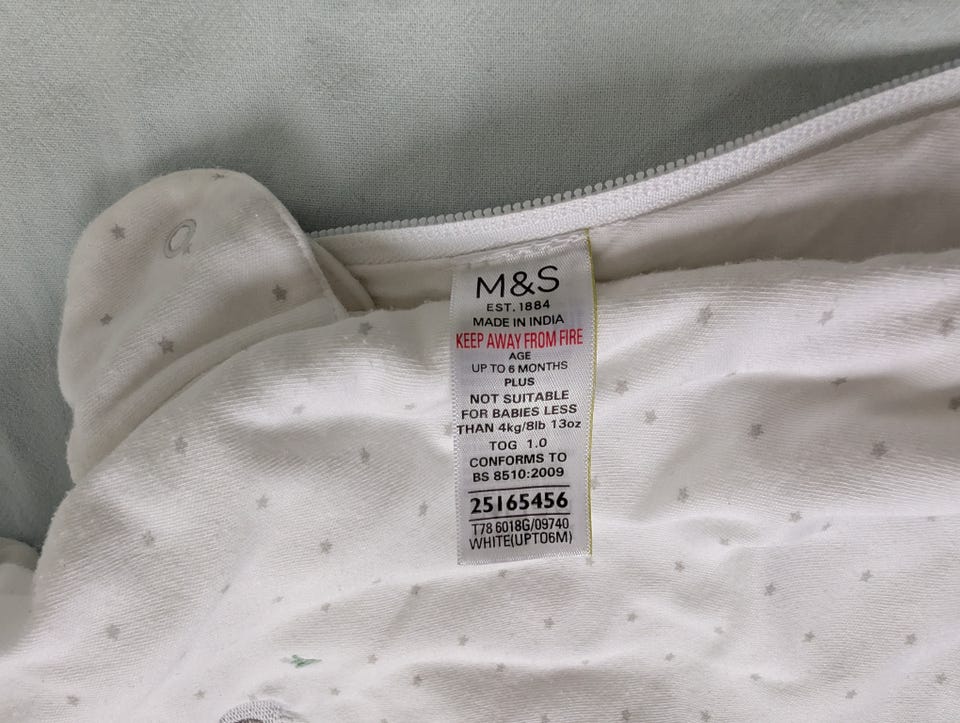 M&S
EST. 1884
MADE IN INDIA
KEEP AWAY FROM FIRE
AGE
UP TO 6 MONTHS
PLUS
NOT SUITABLE
FOR BABIES LESS
THAN 4kg/8lb 13oz
TOG 1.0
CONFORMS TO
BS 8510:2009
25165456
T78 6018G/09740
WHITE(UPTO6M)